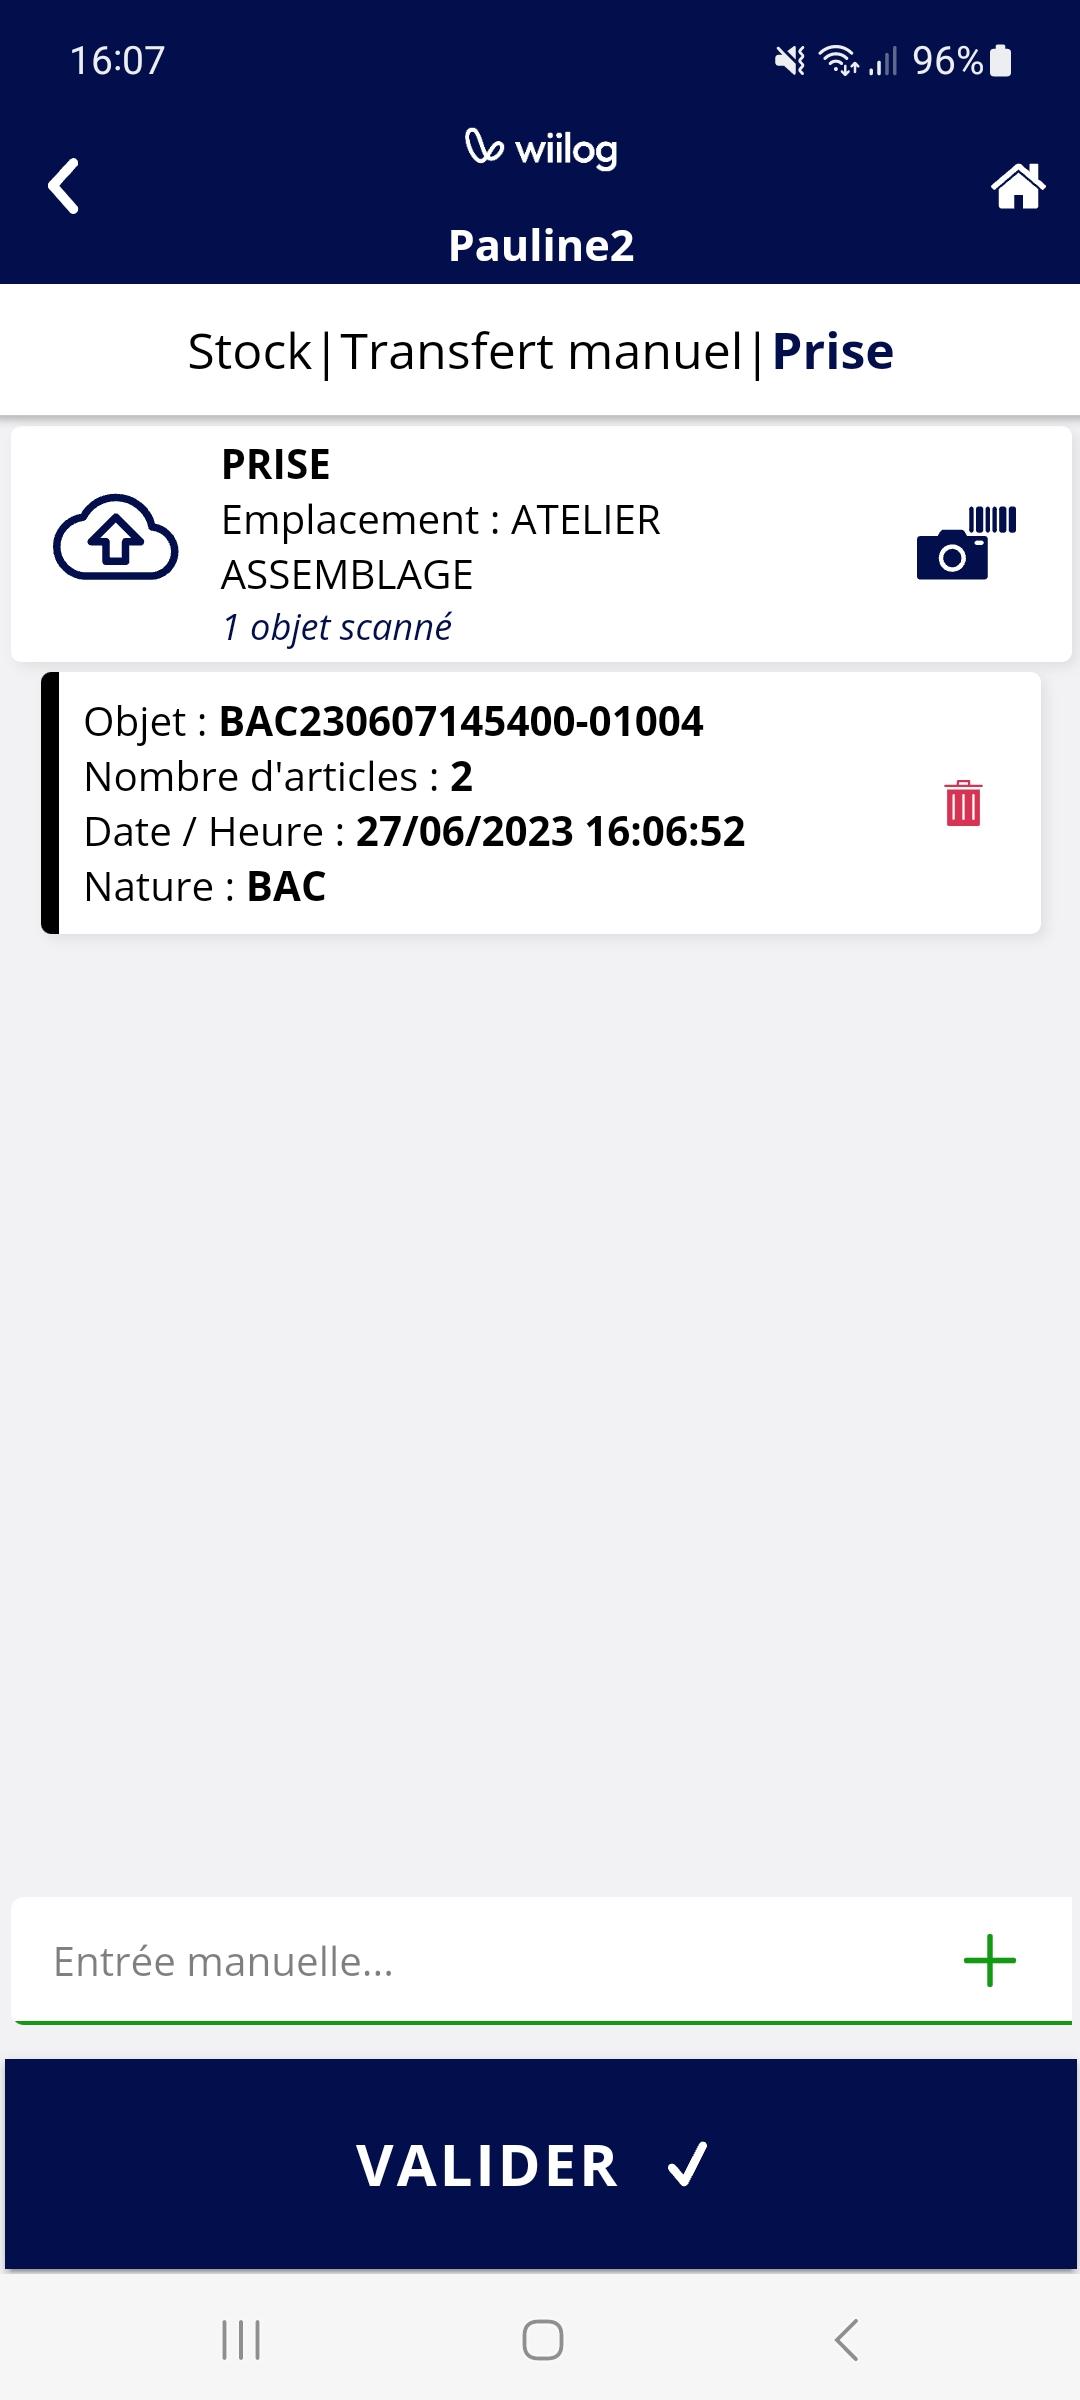 16:07
96%
wiilog
Pauline2
Stock|Transfert manuel|Prise
PRISE
Emplacement : ATELIER
ASSEMBLAGE
1 objet scanné
Objet : BAC230607145400-01004
Nombre d'articles : 2
Date / Heure : 27/06/2023 16:06:52
Nature : BAC
Entrée manuelle...
VALIDER